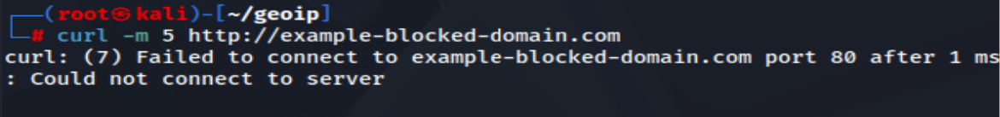 ┌──(root㉿kali)-[~/geoip]
└─# curl -m 5 http://example-blocked-domain.com
curl: (7) Failed to connect to example-blocked-domain.com port 80 after 1 ms
: Could not connect to server